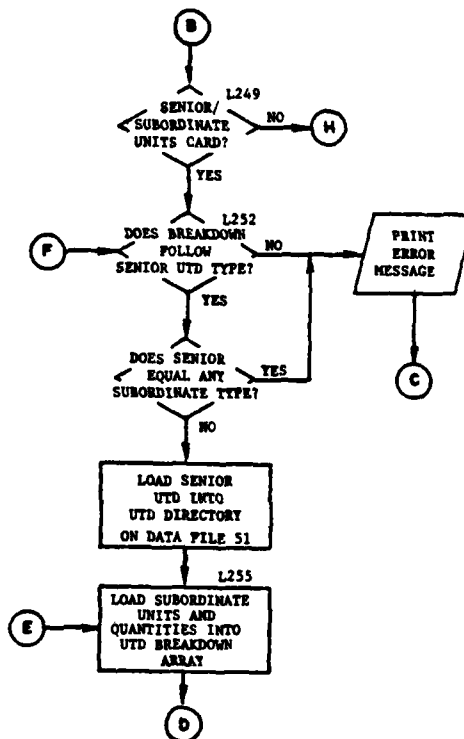 B
L249
SENIOR/
SUBORDINATE
UNITS CARD?
NO
H
YES
L252
DOES BREAKDOWN
FOLLOW
SENIOR UTD TYPE?
F
NO
PRINT
ERROR
MESSAGE
YES
C
DOES SENIOR
EQUAL ANY
SUBORDINATE TYPE?
YES
NO
LOAD SENIOR
UTD INTO
UTD DIRECTORY
ON DATA FILE 51
L255
LOAD SUBORDINATE
UNITS AND
QUANTITIES INTO
UTD BREAKDOWN
ARRAY
E
D